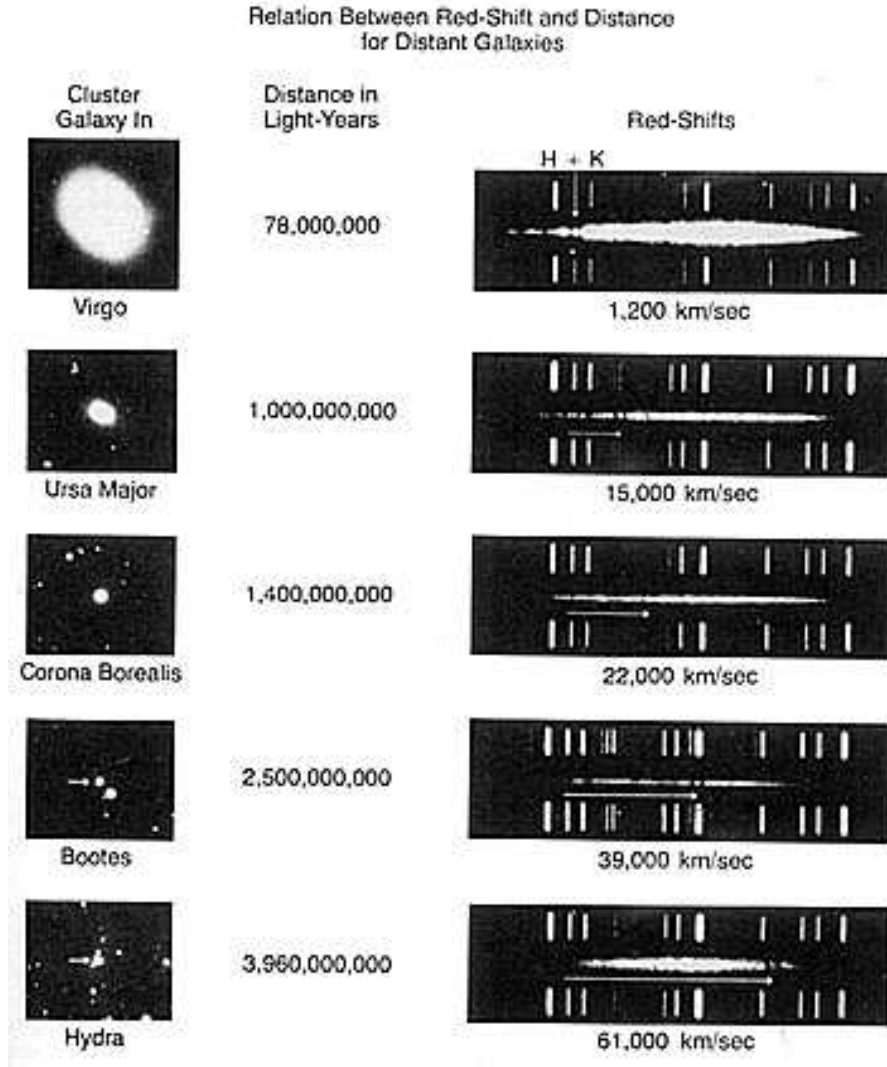 Relation Between Red-Shift and Distance
for Distant Galaxies
Cluster
Galaxy In
Distance in
Light-Years
Red-Shifts
H + K
78,000,000
Virgo
1,200 km/sec
1,000,000,000
Ursa Major
15,000 km/sec
1,400,000,000
Corona Borealis
22,000 km/sec
2,500,000,000
Bootes
39,000 km/sec
3,960,000,000
Hydra
61,000 km/sec